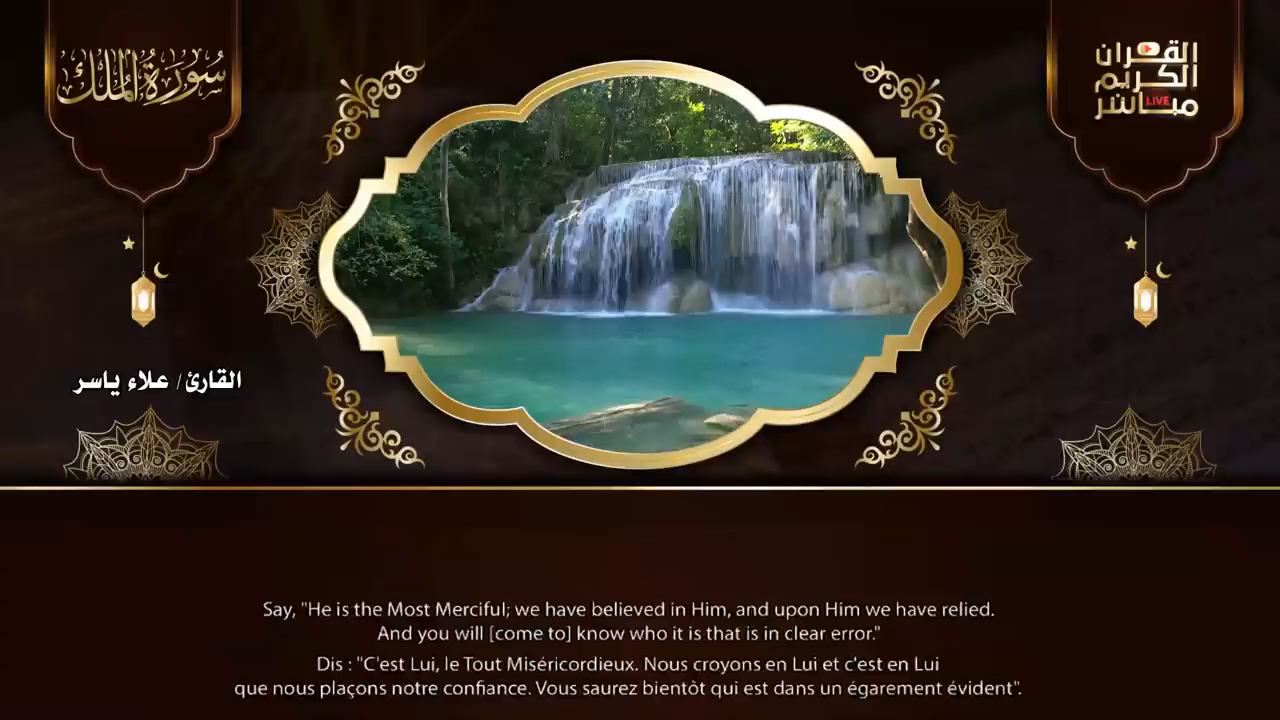 سُورَةُ المُلْك
القرآن
الكريم
مباشر
LIVE
القارئ/ علاء ياسر
Say, "He is the Most Merciful; we have believed in Him, and upon Him we have relied.
And you will [come to] know who it is that is in clear error."
Dis : "C'est Lui, le Tout Miséricordieux. Nous croyons en Lui et c'est en Lui
que nous plaçons notre confiance. Vous saurez bientòt qui est dans un égarement évident".